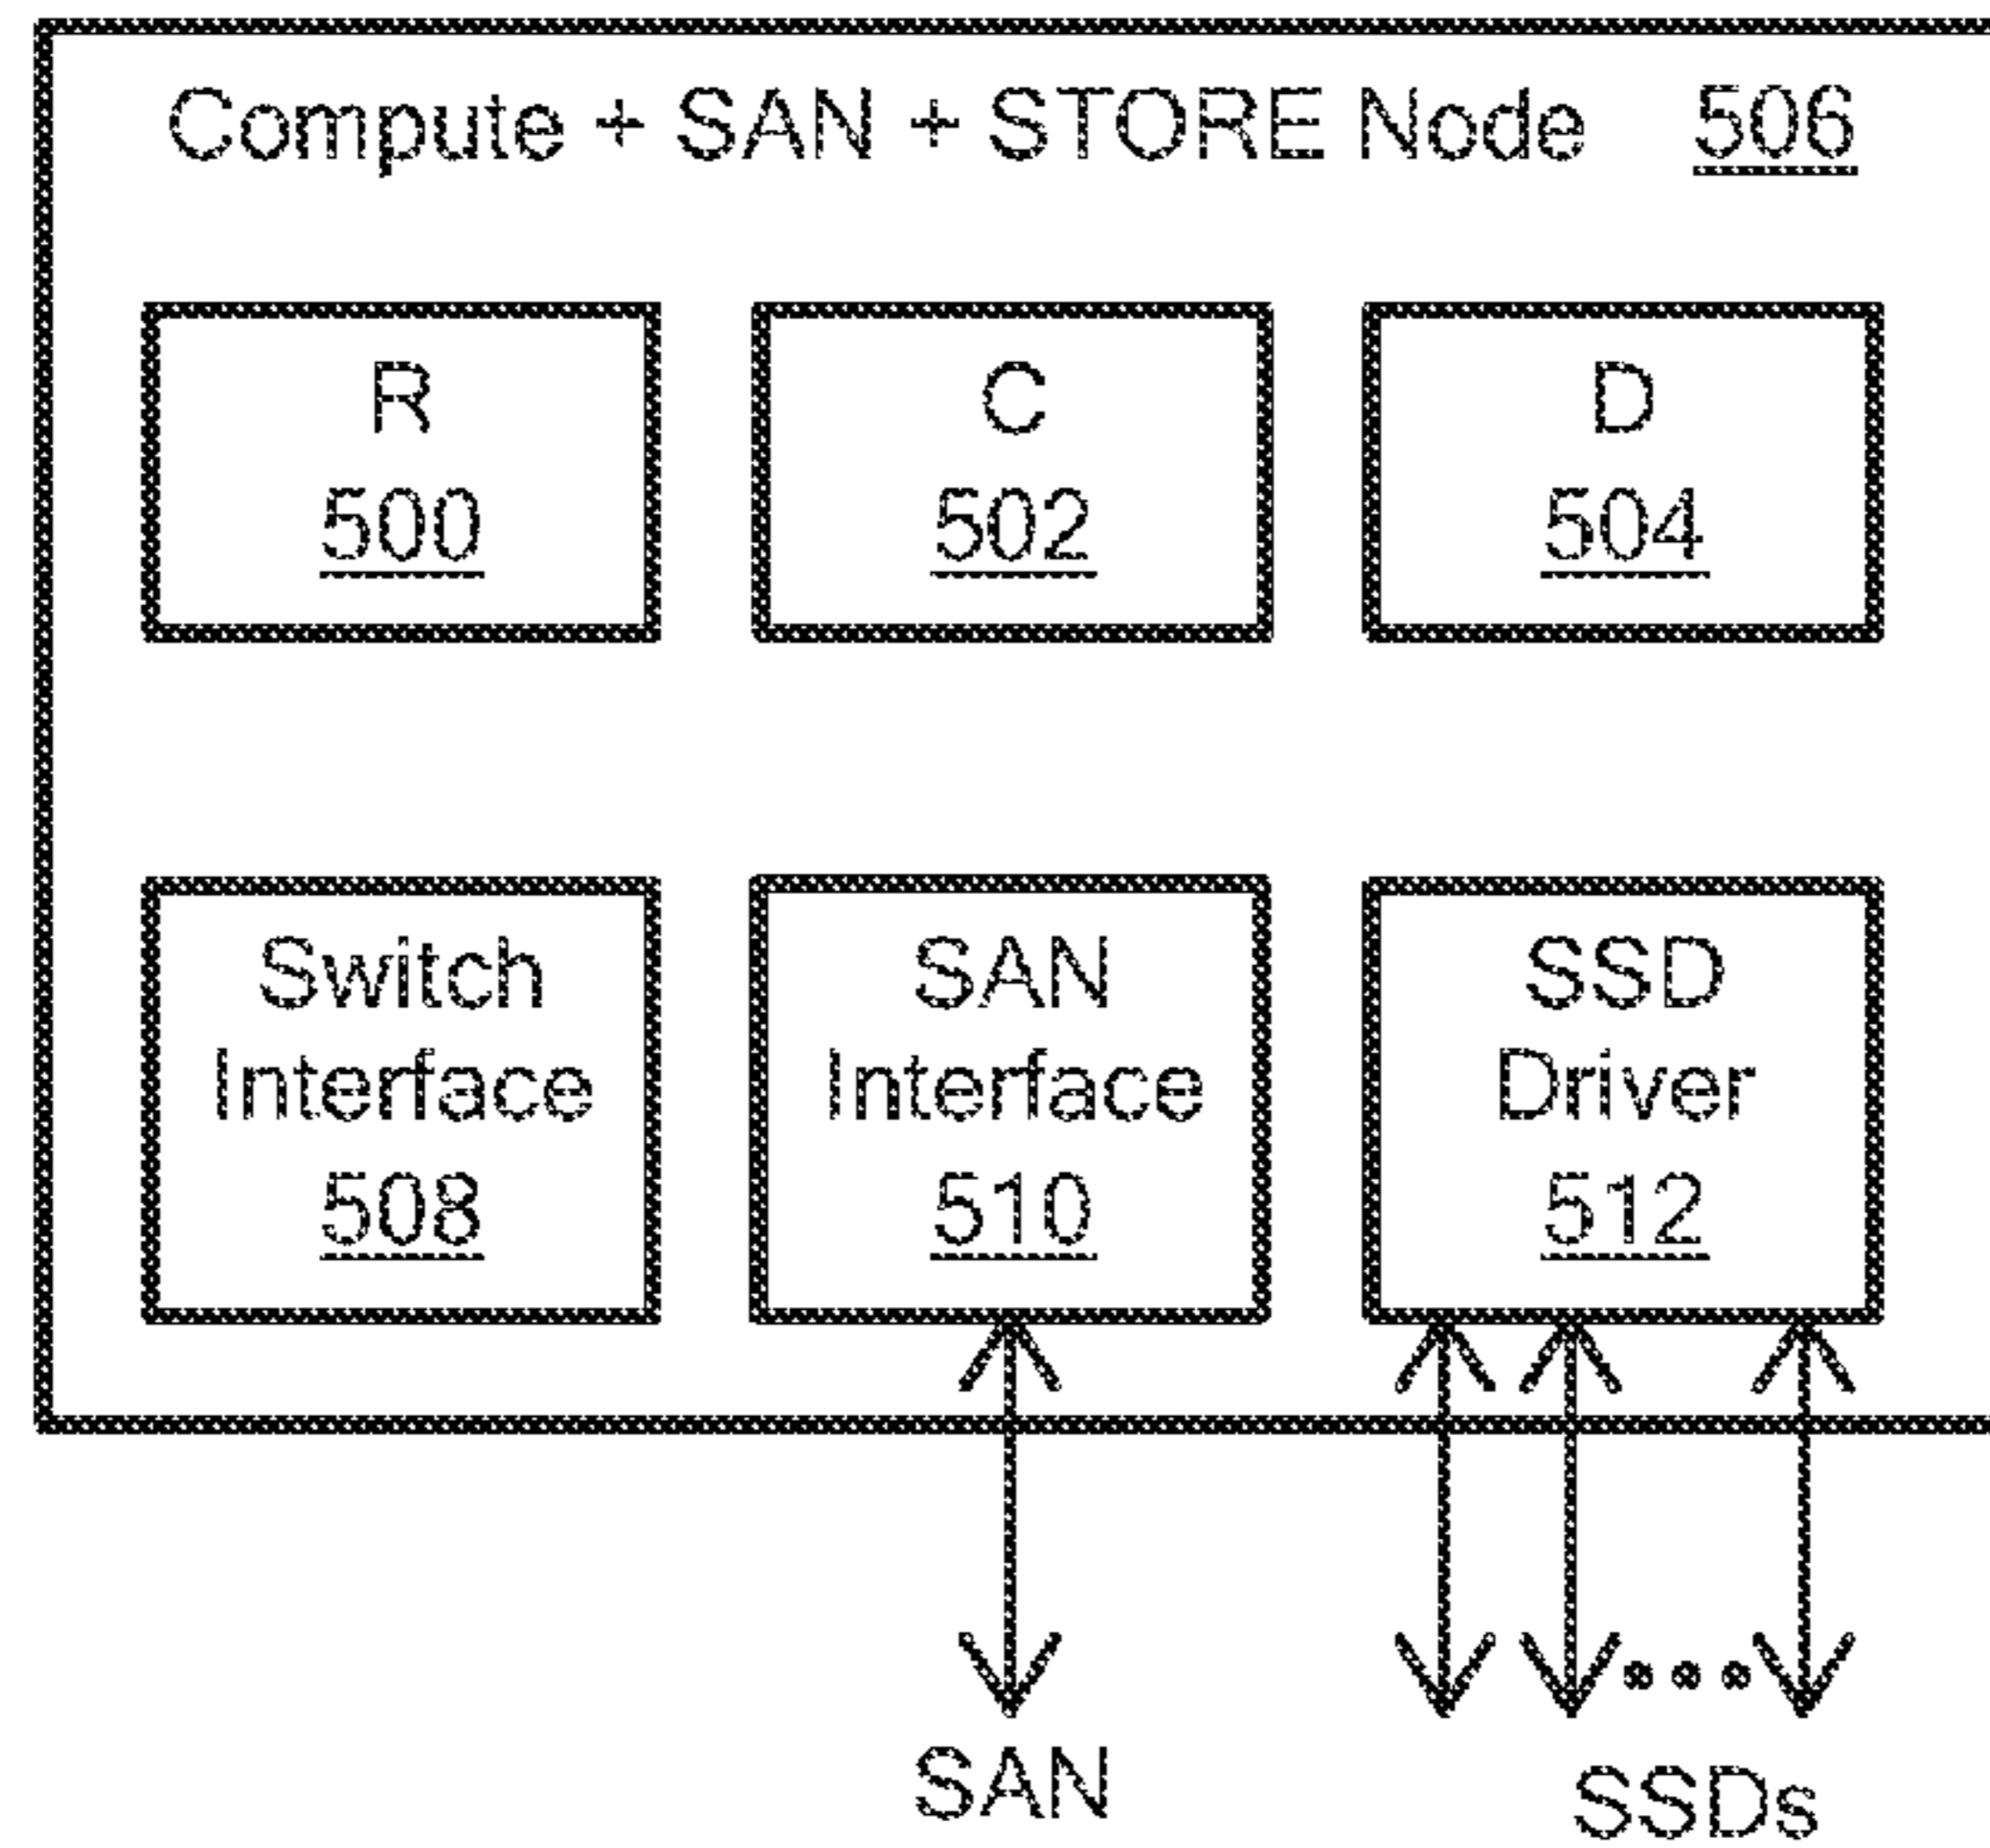 Compute + SAN + STORE Node 506
R
500
C
502
D
504
Switch
Interface
508
SAN
Interface
510
SSD
Driver
512
SAN
SSDs